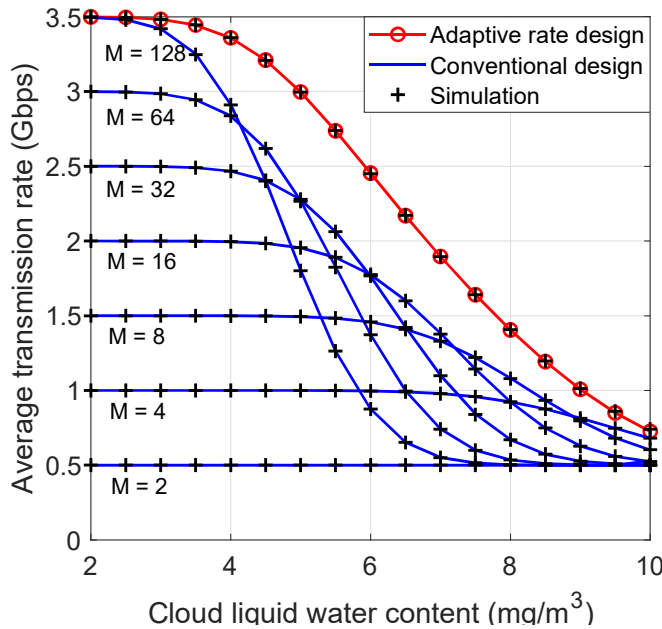 3.5
3
2.5
2
1.5
1
0.5
0
Average transmission rate (Gbps)
Adaptive rate design
Conventional design
Simulation
M = 128
M = 64
M = 32
M = 16
M = 8
M = 4
M = 2
2 4 6 8 10
Cloud liquid water content (mg/m³)